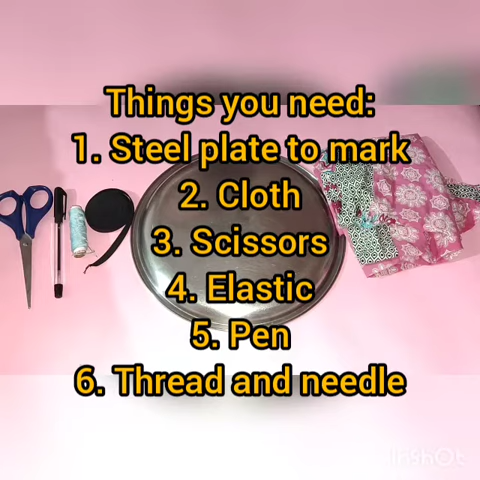 Things you need:
1. Steel plate to mark
2. Cloth
3. Scissors
4. Elastic
5. Pen
6. Thread and needle
InShOt